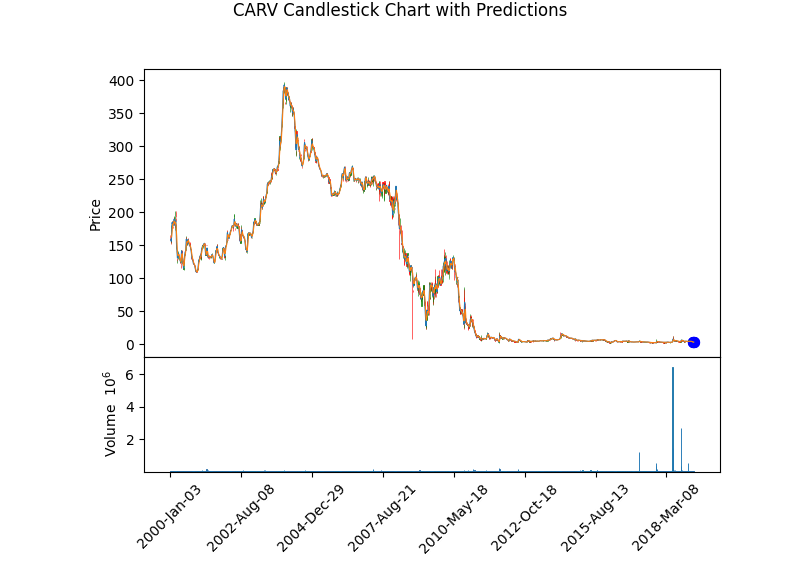 CARV Candlestick Chart with Predictions
400
350
300
250
200
150
100
50
0
Price
6
4
2
Volume 10^6
2000-Jan-03
2002-Aug-08
2004-Dec-29
2007-Aug-21
2010-May-18
2012-Oct-18
2015-Aug-13
2018-Mar-08